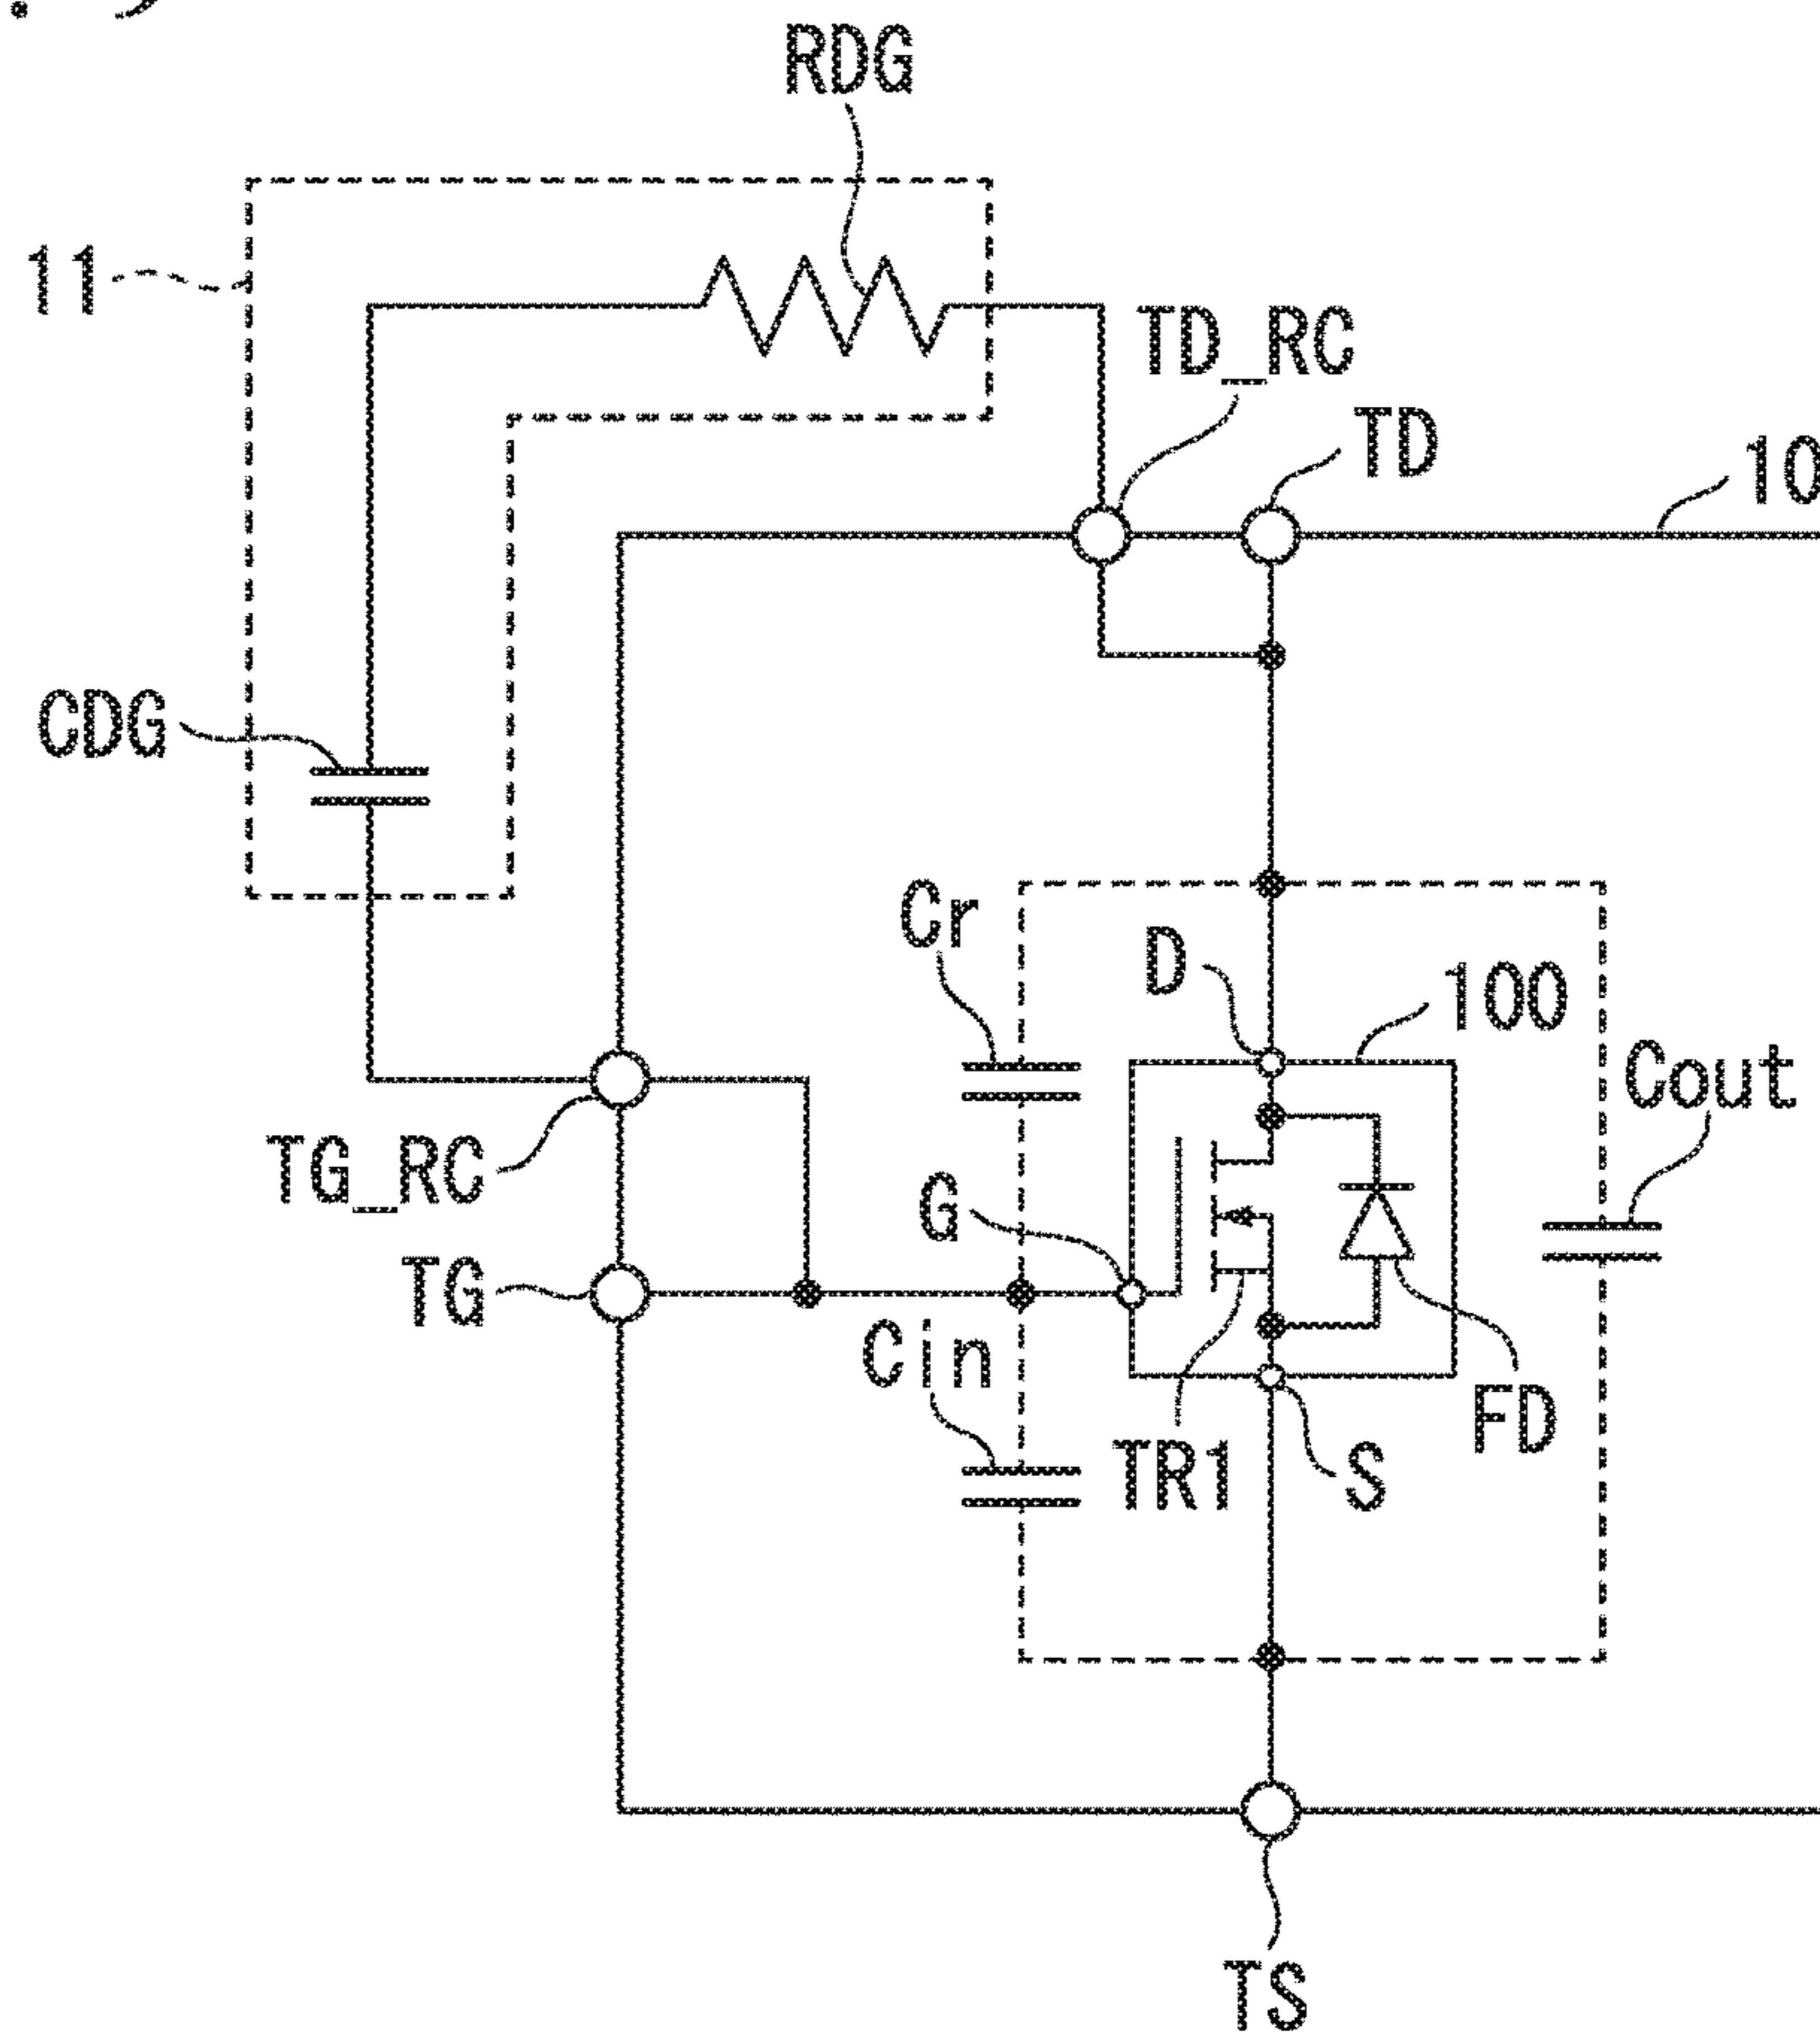 RDG
11
TD_RC
TD
10
CDG
Cr
D
100
Cout
TG_RC
G
TG
Cin
FD
TR1
S
TS